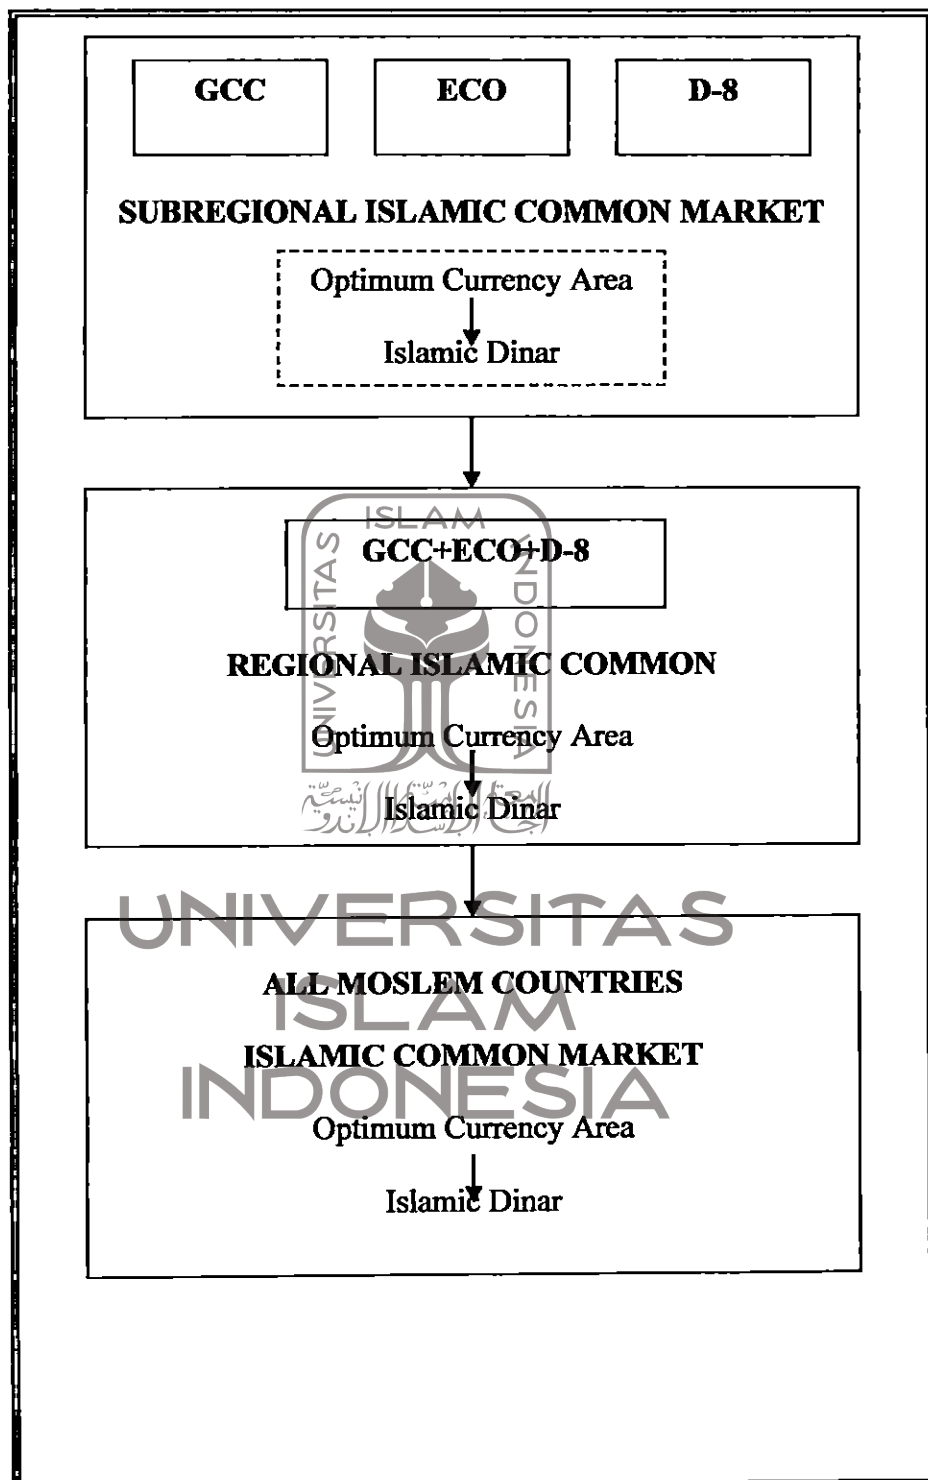 GCC ECO D-8
SUBREGIONAL ISLAMIC COMMON MARKET
Optimum Currency Area
Islamic Dinar
GCC+ECO+D-8
REGIONAL ISLAMIC COMMON
Optimum Currency Area
Islamic Dinar
ALL MOSLEM COUNTRIES
ISLAMIC COMMON MARKET
Optimum Currency Area
Islamic Dinar
UNIVERSITAS
ISLAM
INDONESIA
UNIVERSITAS
ISLAM
INDONESIA